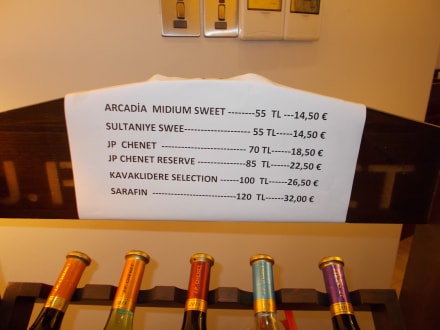 ARCADİA MIDIUM SWEET --------55 TL ---14,50 €
SULTANIYE SWEE--------------------- 55 TL-----14,50 €
JP CHENET -------------------------- 70 TL------18,50 €
JP CHENET RESERVE --------------- 85 TL------22,50 €
KAVAKLIDERE SELECTION ------100 TL----26,50 €
SARAFIN ---------------------------120 TL------32,00 €